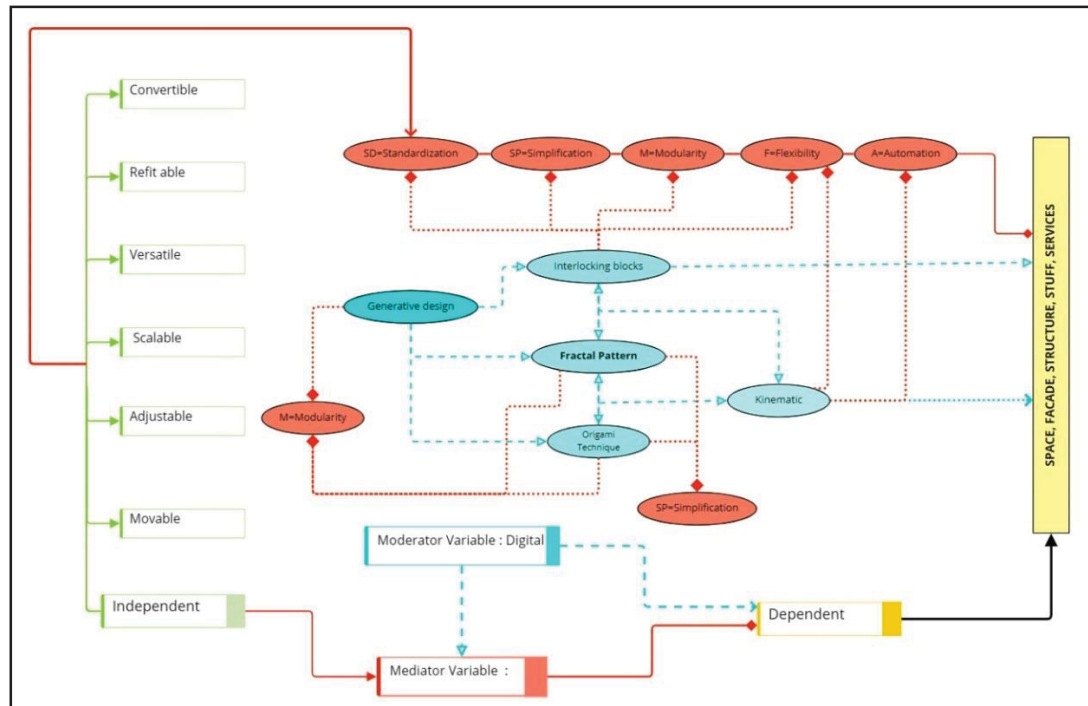 Convertible
Refit able
Versatile
Scalable
Adjustable
Movable
Independent
SD=Standardization
SP=Simplification
M=Modularity
F=Flexibility
A=Automation
Interlocking blocks
Generative design
Fractal Pattern
Kinematic
M=Modularity
Origami
Technique
SP=Simplification
Moderator Variable : Digital
Mediator Variable :
Dependent
SPACE, FACADE, STRUCTURE, STUFF, SERVICES